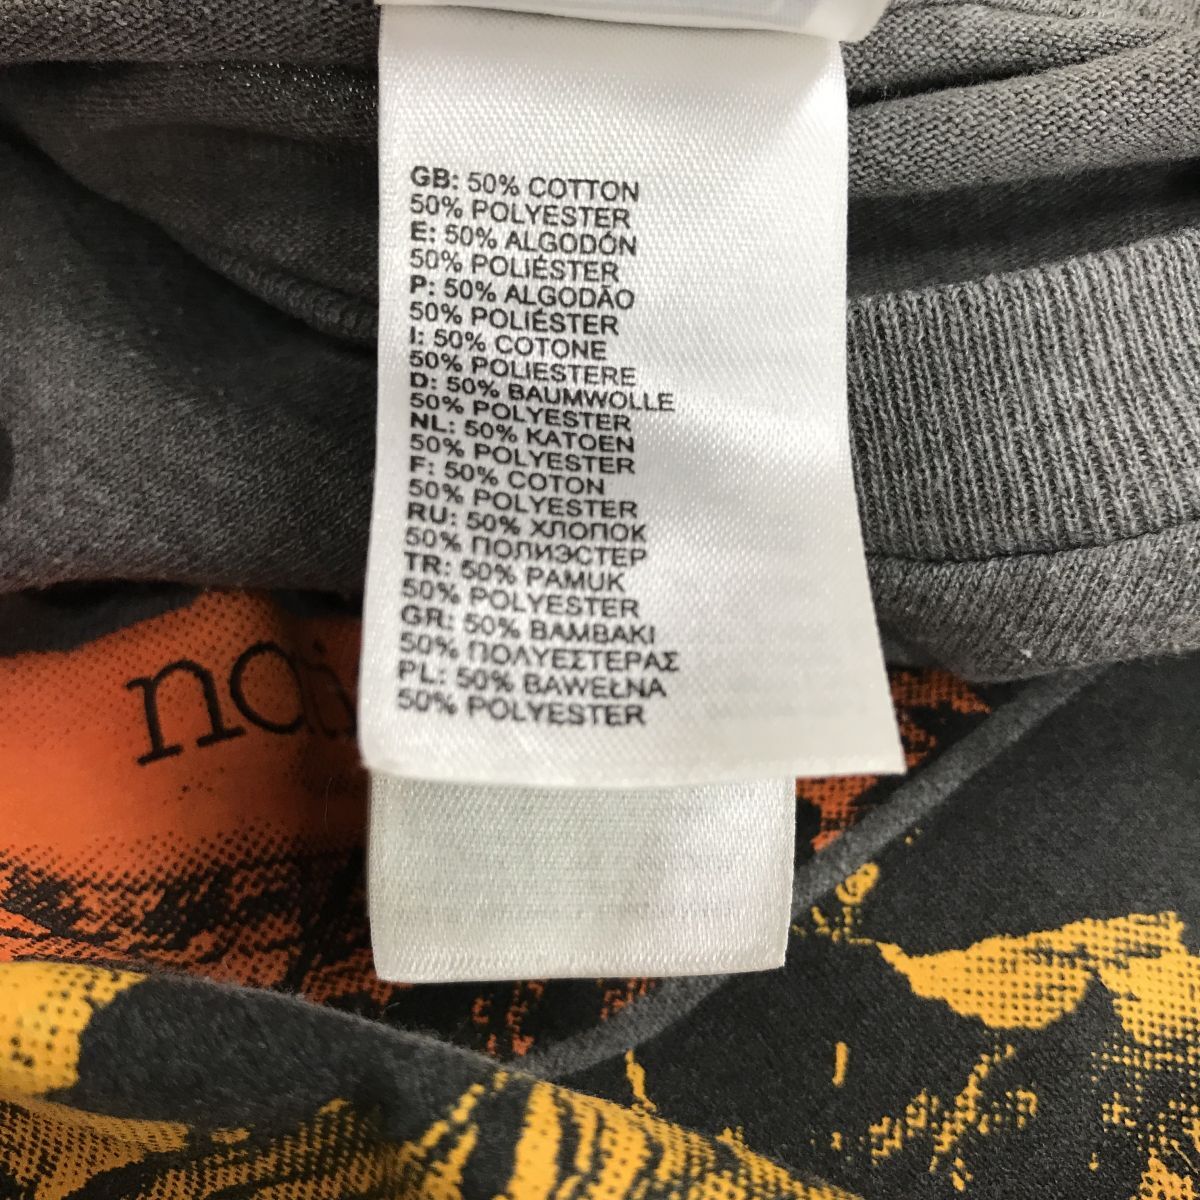 GB: 50% COTTON
50% POLYESTER
E: 50% ALGODÓN
50% POLIÉSTER
P: 50% ALGODÃO
50% POLIÉSTER
I: 50% COTONE
50% POLIESTERE
D: 50% BAUMWOLLE
50% POLYESTER
NL: 50% KATOEN
50% POLYESTER
F: 50% COTON
50% POLYESTER
RU: 50% ХЛОПОК
50% ПОЛИЭСТЕР
TR: 50% PAMUK
50% POLYESTER
GR: 50% BAMBAKI
50% ΠΟΛΥΕΣΤΕΡΑΣ
PL: 50% BAWEŁNA
50% POLYESTER